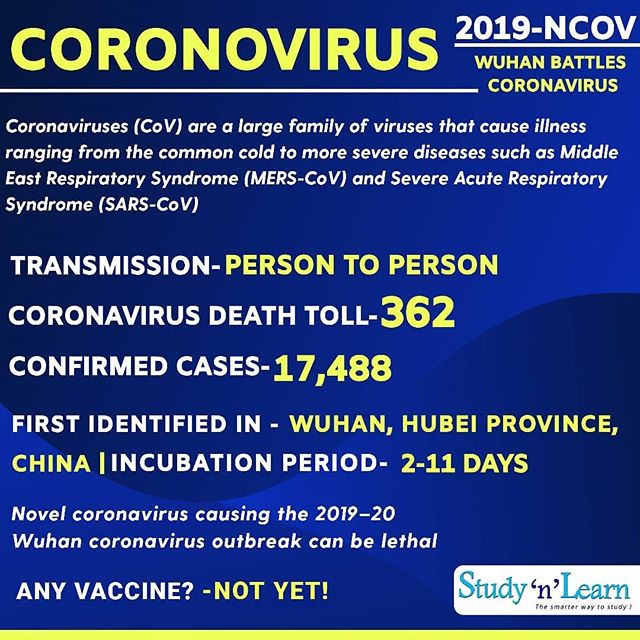 CORONOVIRUS
2019-NCOV
WUHAN BATTLES
CORONAVIRUS
Coronaviruses (CoV) are a large family of viruses that cause illness
ranging from the common cold to more severe diseases such as Middle
East Respiratory Syndrome (MERS-CoV) and Severe Acute Respiratory
Syndrome (SARS-CoV)
TRANSMISSION- PERSON TO PERSON
CORONAVIRUS DEATH TOLL- 362
CONFIRMED CASES- 17,488
FIRST IDENTIFIED IN - WUHAN, HUBEI PROVINCE,
CHINA | INCUBATION PERIOD- 2-11 DAYS
Novel coronavirus causing the 2019–20
Wuhan coronavirus outbreak can be lethal
ANY VACCINE? -NOT YET!
Study 'n' Learn
The smarter way to study !